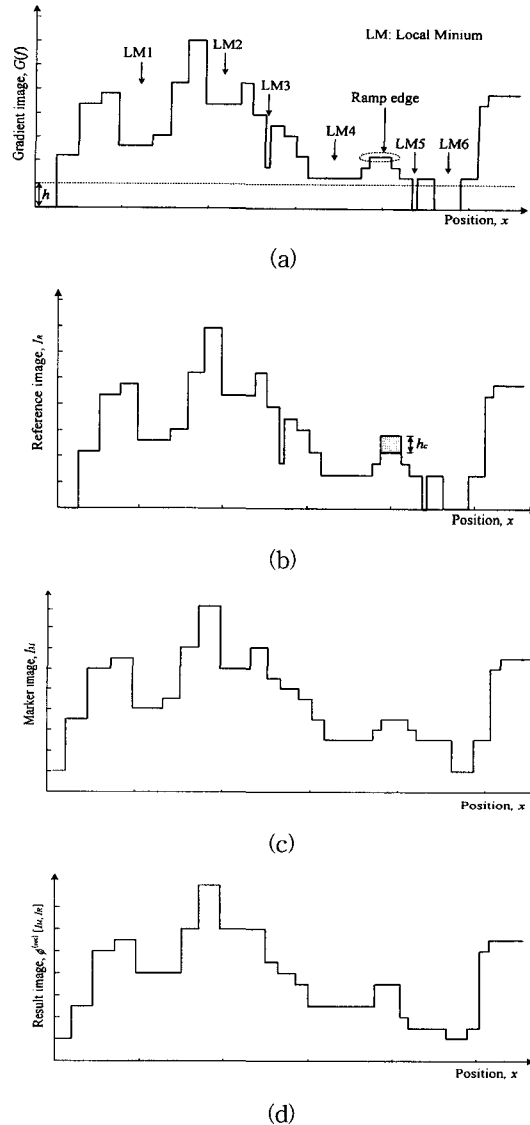 LM: Local Minium
LM1
LM2
LM3
LM4
Ramp edge
LM5
LM6
Gradient image, G(f)
h
Position, x
(a)
Reference image, I_R
h_c
Position, x
(b)
Marker image, I_M
Position, x
(c)
Result image, ϕ^(rec) [I_M, I_R]
Position, x
(d)